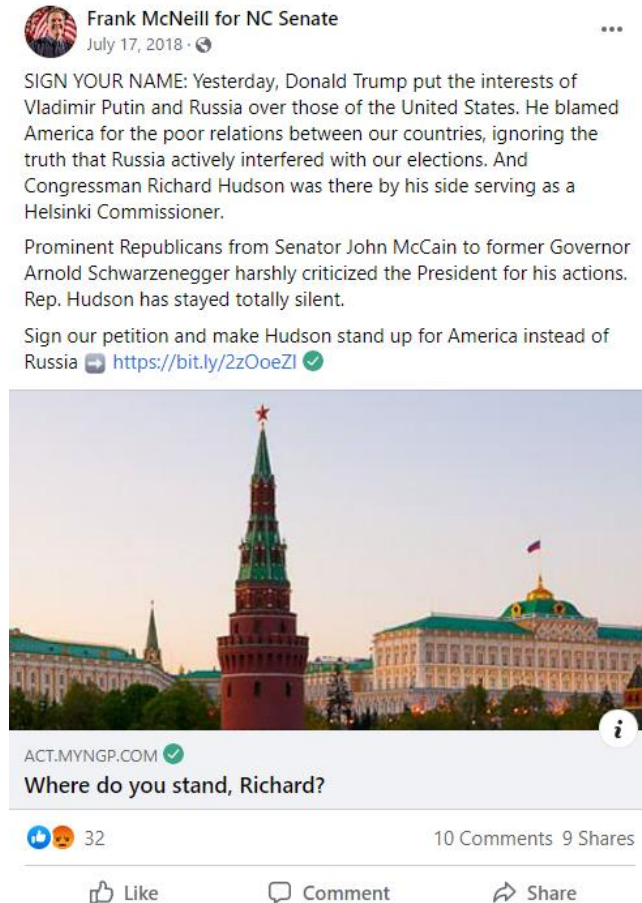 Frank McNeill for NC Senate
July 17, 2018 ·
SIGN YOUR NAME: Yesterday, Donald Trump put the interests of
Vladimir Putin and Russia over those of the United States. He blamed
America for the poor relations between our countries, ignoring the
truth that Russia actively interfered with our elections. And
Congressman Richard Hudson was there by his side serving as a
Helsinki Commissioner.
Prominent Republicans from Senator John McCain to former Governor
Arnold Schwarzenegger harshly criticized the President for his actions.
Rep. Hudson has stayed totally silent.
Sign our petition and make Hudson stand up for America instead of
Russia ➡️ https://bit.ly/2zOoeZl
i
ACT.MYNGP.COM
Where do you stand, Richard?
32 10 Comments 9 Shares
Like Comment Share